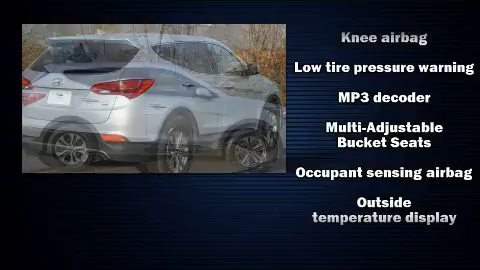 Knee airbag
Low tire pressure warning
MP3 decoder
Multi-Adjustable
Bucket Seats
Occupant sensing airbag
Outside
temperature display